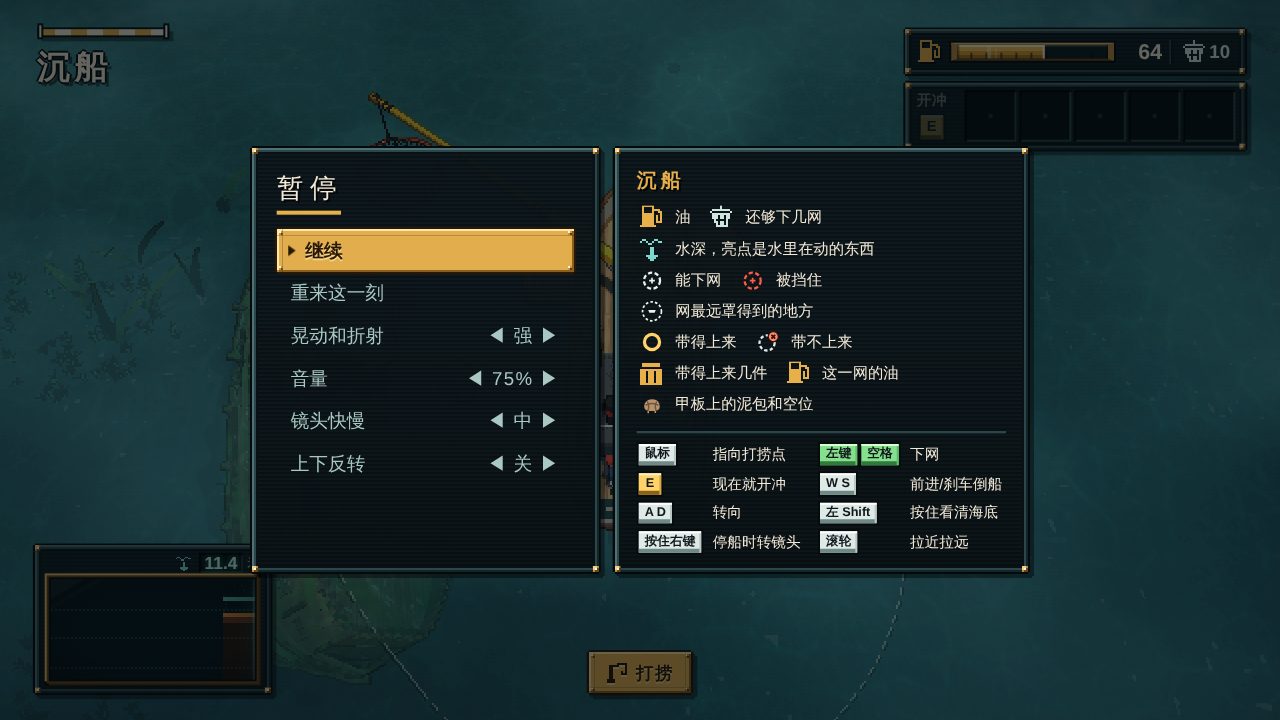 沉船
64 10
开冲
E
暂停
继续
重来这一刻
晃动和折射 强
音量 75%
镜头快慢 中
上下反转 关
沉船
油 还够下几网
水深，亮点是水里在动的东西
能下网 被挡住
网最远罩得到的地方
带得上来 带不上来
带得上来几件 这一网的油
甲板上的泥包和空位
鼠标 指向打捞点 左键 空格 下网
E 现在就开冲 W S 前进/刹车倒船
A D 转向 左 Shift 按住看清海底
按住右键 停船时转镜头 滚轮 拉近拉远
11.4
打捞